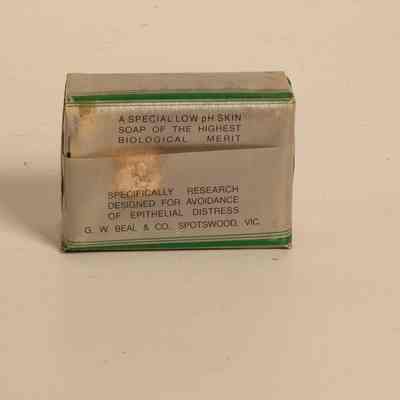 A SPECIAL LOW pH SKIN
SOAP OF THE HIGHEST
BIOLOGICAL MERIT
SPECIFICALLY RESEARCH
DESIGNED FOR AVOIDANCE
OF EPITHELIAL DISTRESS
G. W. BEAL & CO. SPOTSWOOD, VIC.